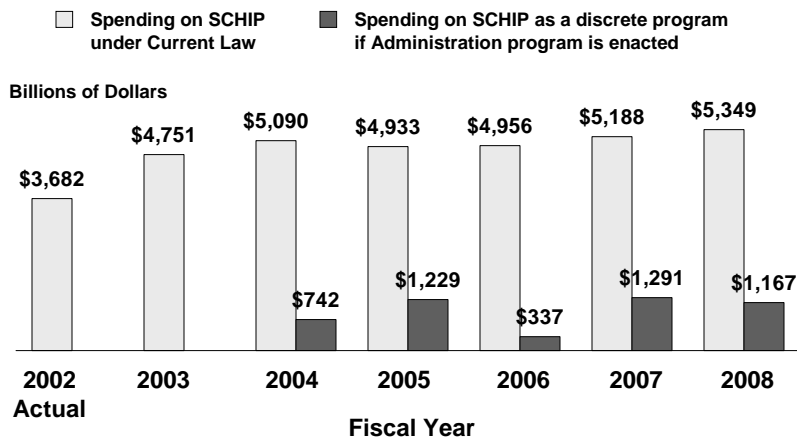 Spending on SCHIP
under Current Law
Spending on SCHIP as a discrete program
if Administration program is enacted
Billions of Dollars
$3,682
$4,751
$5,090
$742
$4,933
$1,229
$4,956
$337
$5,188
$1,291
$5,349
$1,167
2002
Actual
2003
2004
2005
2006
2007
2008
Fiscal Year